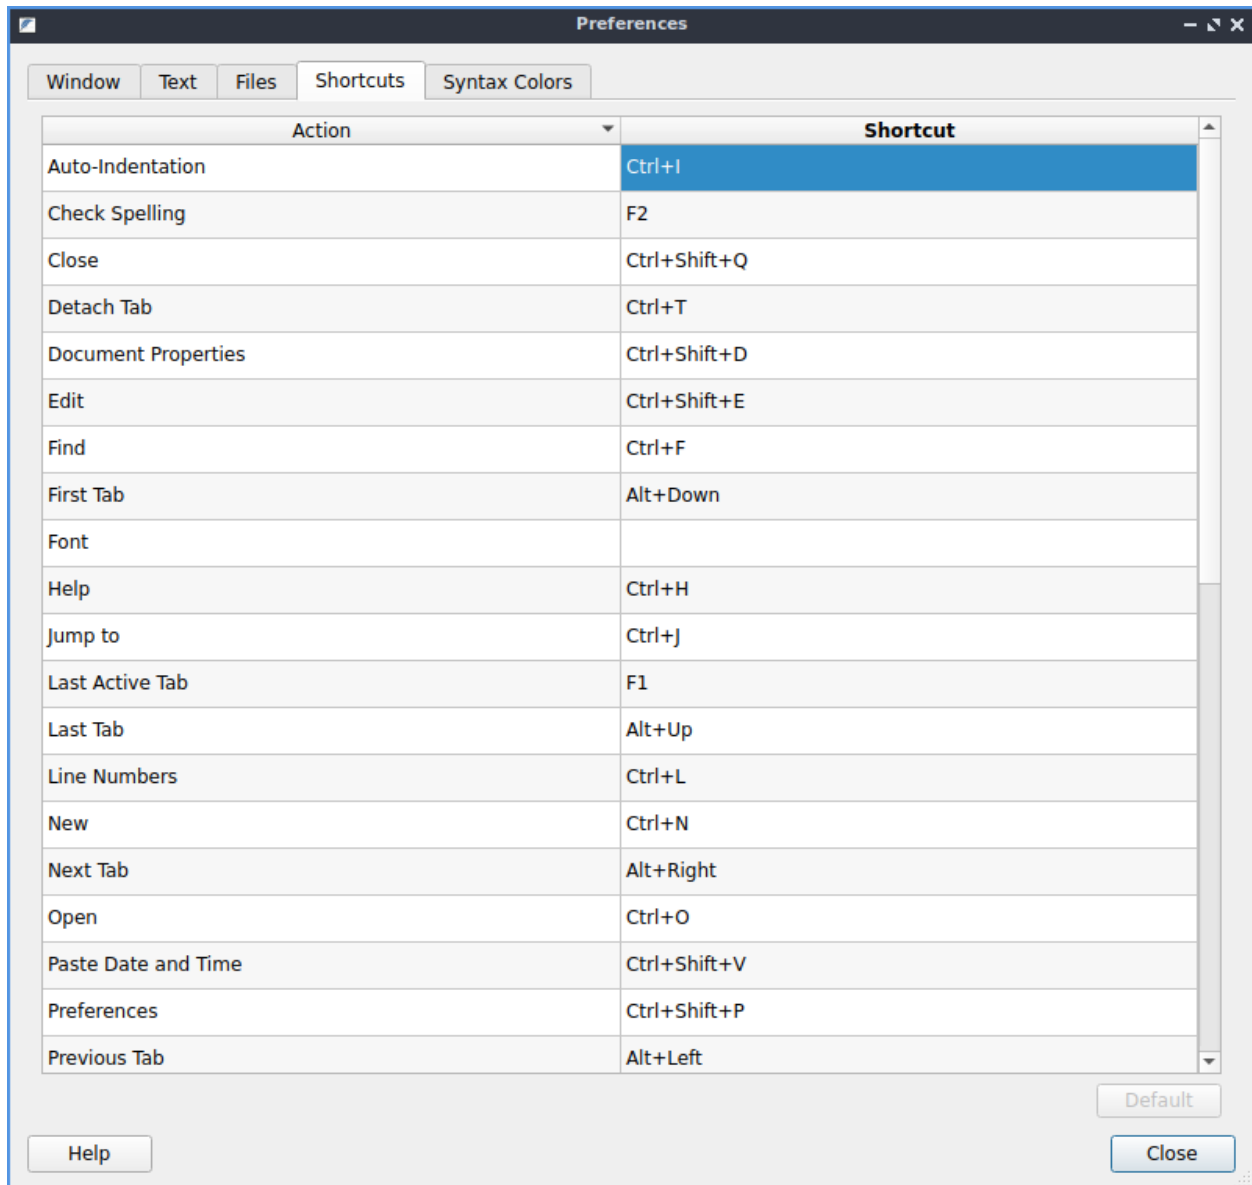 Preferences
Window Text Files Shortcuts Syntax Colors
Action Shortcut
Auto-Indentation Ctrl+I
Check Spelling F2
Close Ctrl+Shift+Q
Detach Tab Ctrl+T
Document Properties Ctrl+Shift+D
Edit Ctrl+Shift+E
Find Ctrl+F
First Tab Alt+Down
Font
Help Ctrl+H
Jump to Ctrl+J
Last Active Tab F1
Last Tab Alt+Up
Line Numbers Ctrl+L
New Ctrl+N
Next Tab Alt+Right
Open Ctrl+O
Paste Date and Time Ctrl+Shift+V
Preferences Ctrl+Shift+P
Previous Tab Alt+Left
Default
Help Close